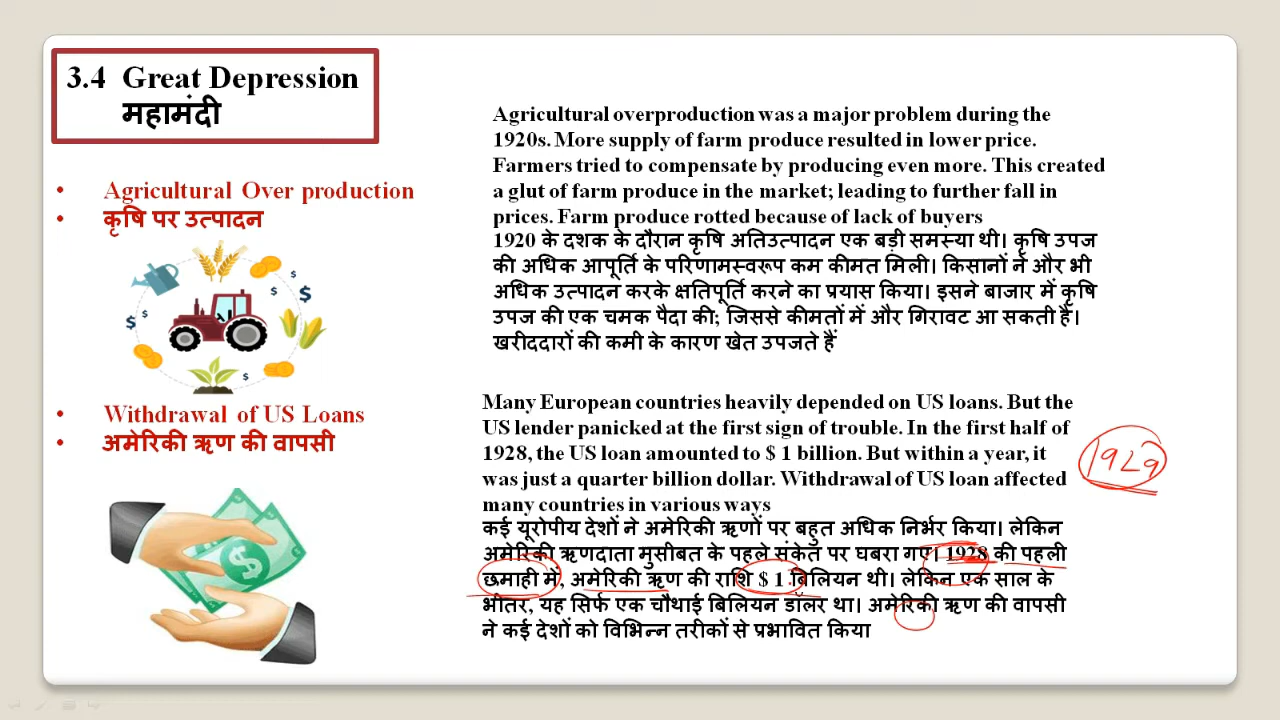 3.4 Great Depression
महामंदी
• Agricultural Over production
• कृषि पर उत्पादन
$
$
$
$
$
$
• Withdrawal of US Loans
• अमेरिकी ऋण की वापसी
$
Agricultural overproduction was a major problem during the
1920s. More supply of farm produce resulted in lower price.
Farmers tried to compensate by producing even more. This created
a glut of farm produce in the market; leading to further fall in
prices. Farm produce rotted because of lack of buyers
1920 के दशक के दौरान कृषि अतिउत्पादन एक बड़ी समस्या थी। कृषि उपज
की अधिक आपूर्ति के परिणामस्वरूप कम कीमत मिली। किसानों ने और भी
अधिक उत्पादन करके क्षतिपूर्ति करने का प्रयास किया। इसने बाजार में कृषि
उपज की एक चमक पैदा की; जिससे कीमतों में और गिरावट आ सकती है।
खरीददारों की कमी के कारण खेत उपजते हैं
Many European countries heavily depended on US loans. But the
US lender panicked at the first sign of trouble. In the first half of
1928, the US loan amounted to $ 1 billion. But within a year, it
was just a quarter billion dollar. Withdrawal of US loan affected
many countries in various ways
कई यूरोपीय देशों ने अमेरिकी ऋणों पर बहुत अधिक निर्भर किया। लेकिन
अमेरिकी ऋणदाता मुसीबत के पहले संकेत पर घबरा गए। 1928 की पहली
छमाही में, अमेरिकी ऋण की राशि $ 1 बिलियन थी। लेकिन एक साल के
भीतर, यह सिर्फ एक चौथाई बिलियन डॉलर था। अमेरिकी ऋण की वापसी
ने कई देशों को विभिन्न तरीकों से प्रभावित किया
1929